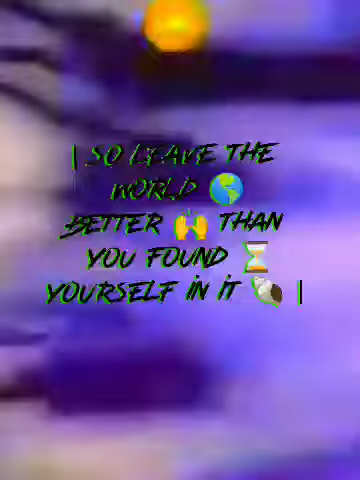 | SO LEAVE THE
WORLD 🌎
BETTER 🙌 THAN
YOU FOUND ⏳
YOURSELF IN IT 🐚 |